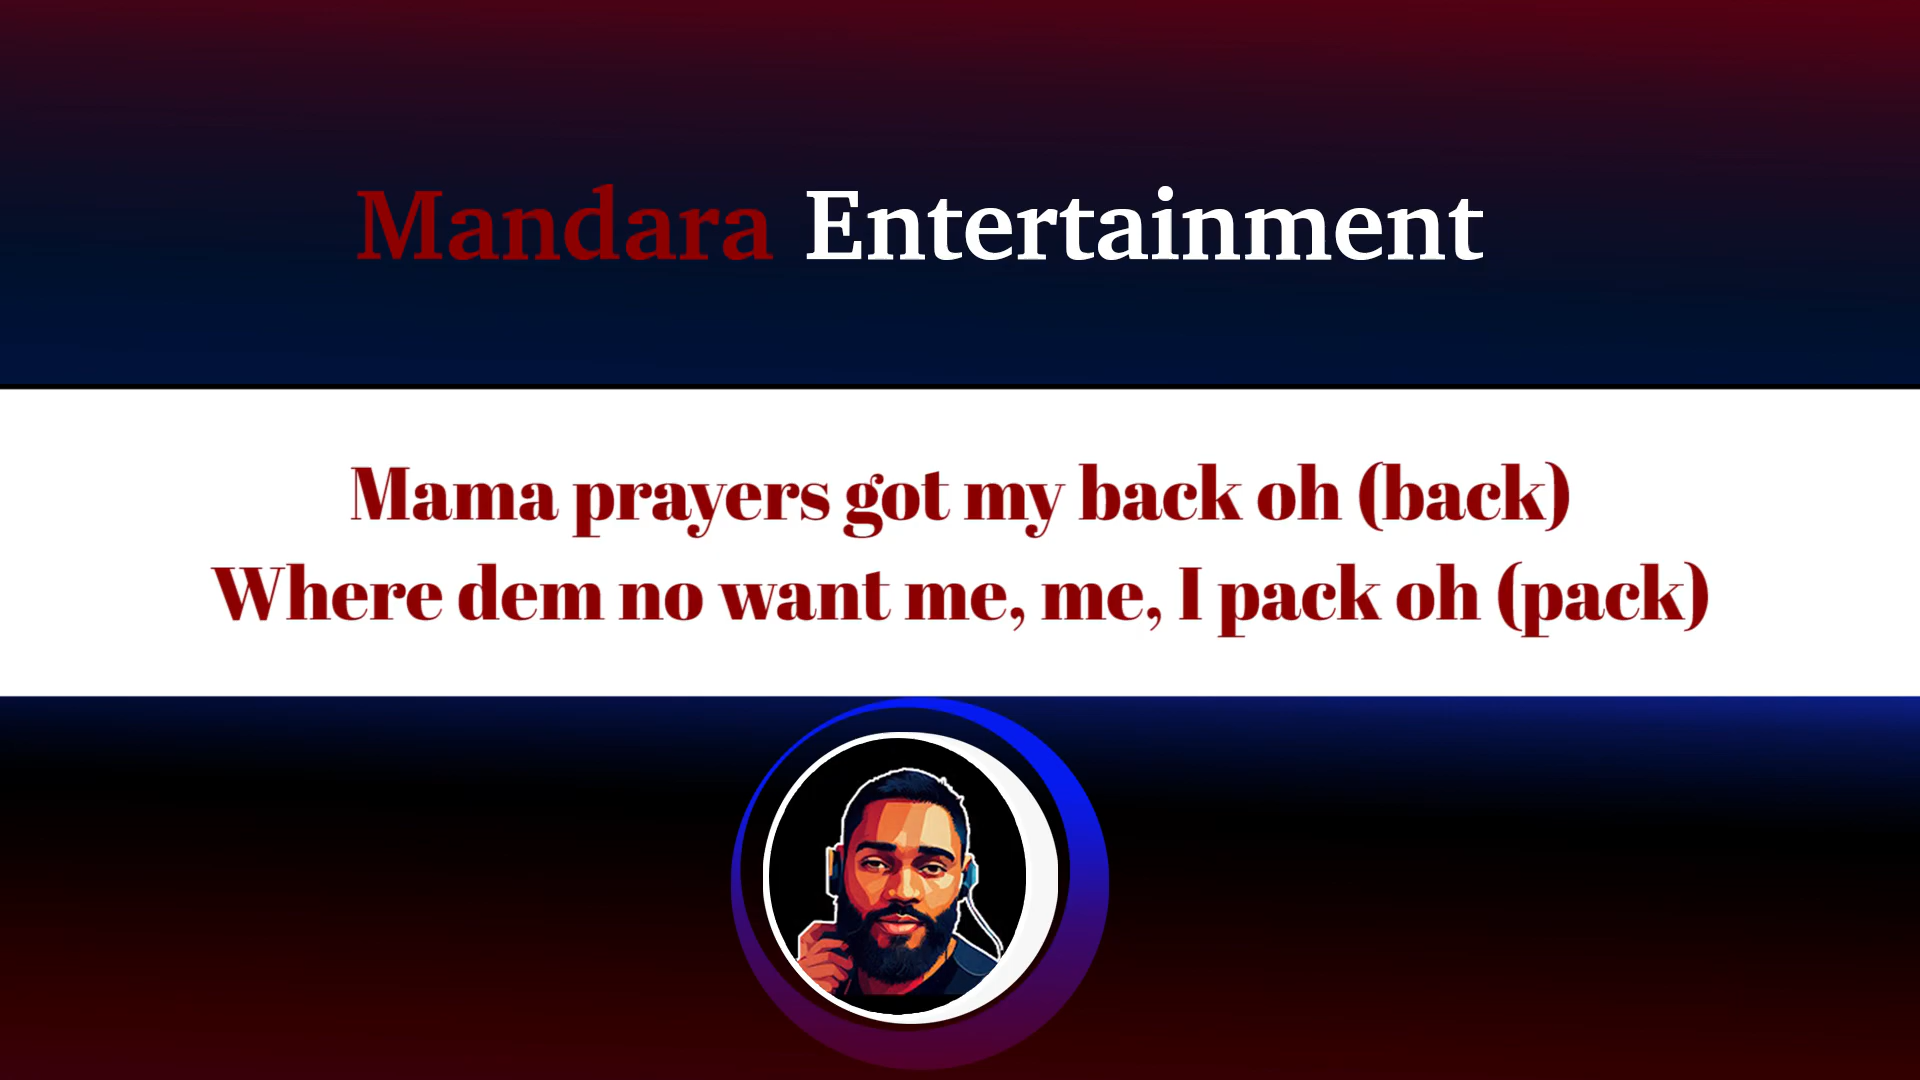 Mandara Entertainment
Mama prayers got my back oh (back)
Where dem no want me, me, I pack oh (pack)